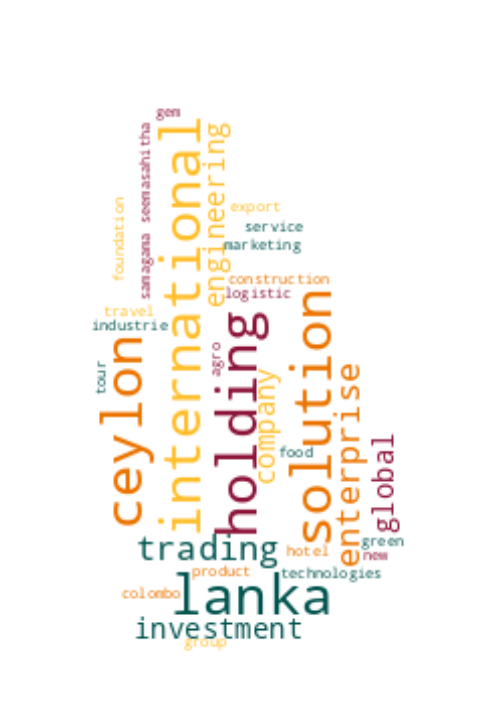 gem
seemasahitha
samagama
international
engineering
foundation
export
service
marketing
construction
logistic
travel
industrie
tour
ceylon
agro
holding
company
solution
enterprise
global
food
trading
hotel
green
new
product
technologies
colombo
lanka
investment
group